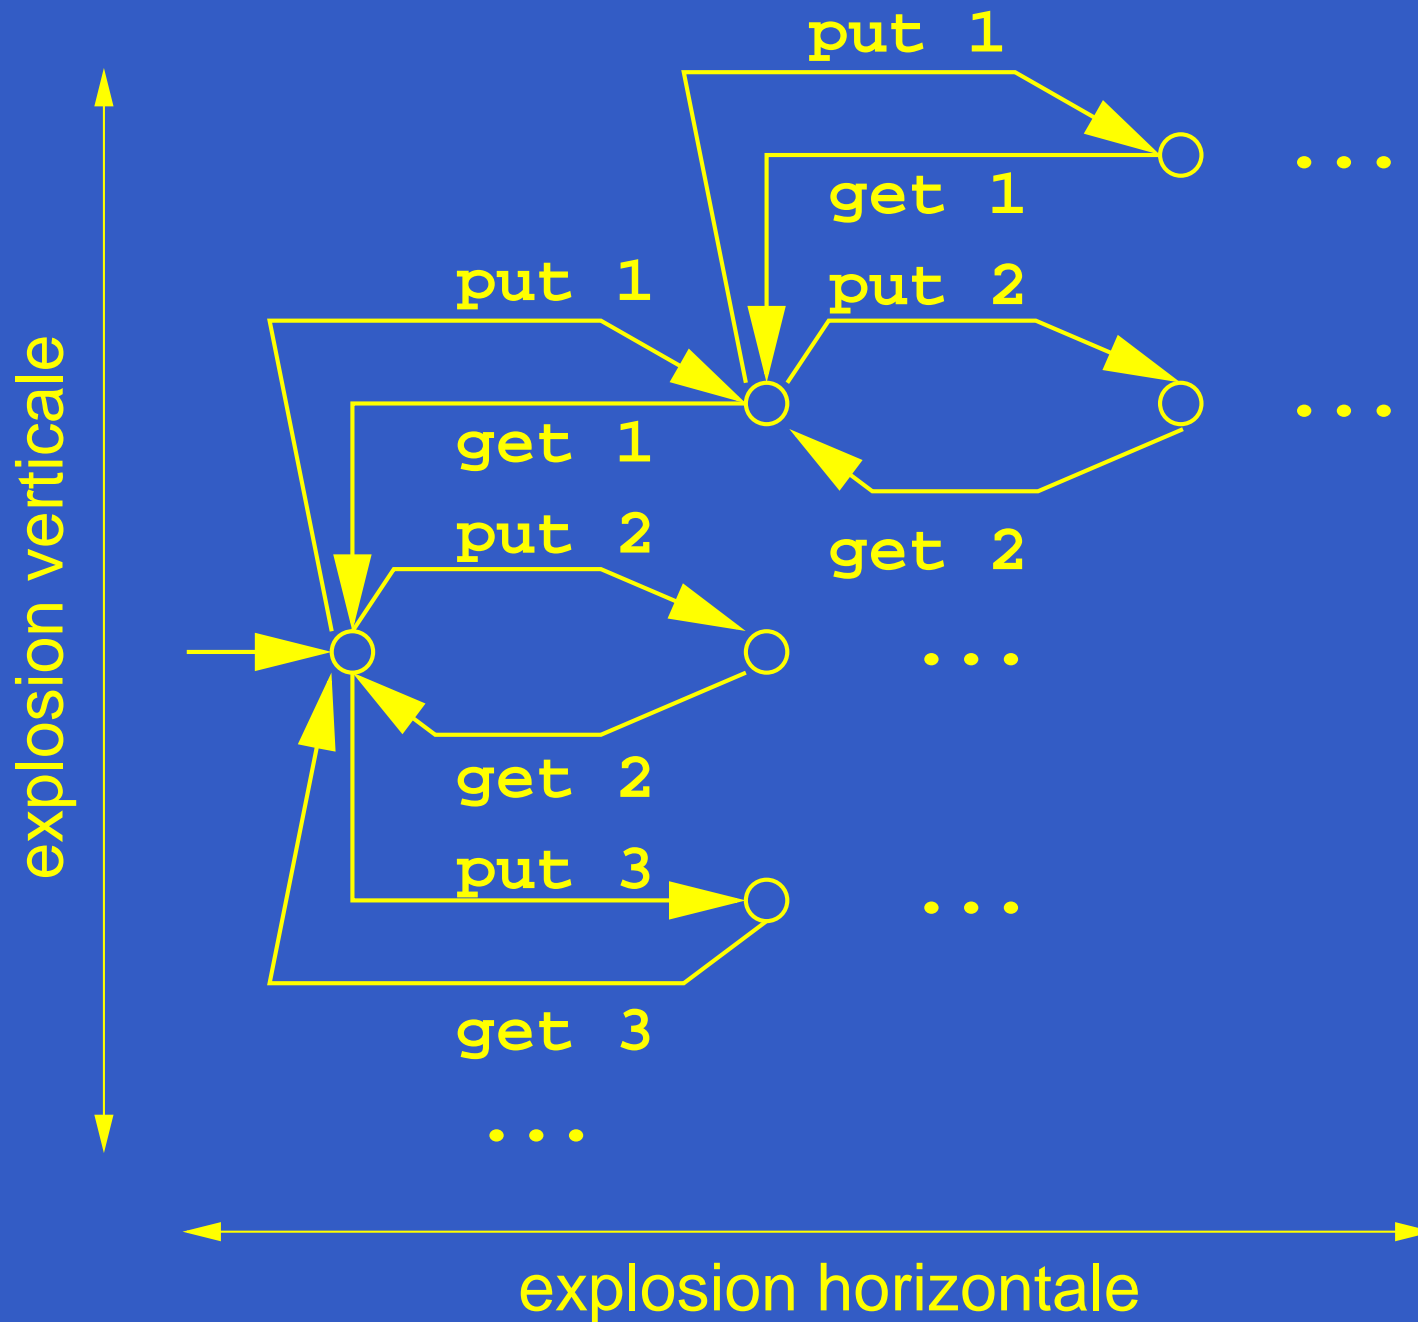 put 1
...
get 1
put 2
put 1
...
get 1
get 2
put 2
...
get 2
put 3
...
get 3
...
explosion verticale
explosion horizontale